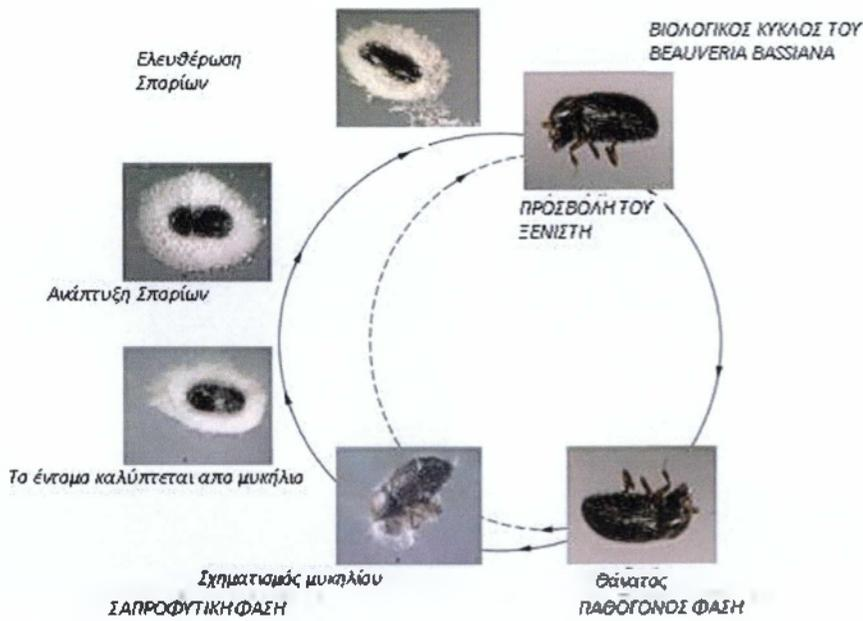 ΒΙΟΛΟΓΙΚΟΣ ΚΥΚΛΟΣ ΤΟΥ
BEAUVERIA BASSIANA
Ελευθέρωση
Σπορίων
ΠΡΟΣΒΟΛΗ ΤΟΥ
ΞΕΝΙΣΤΗ
Ανάπτυξη Σπορίων
Το έντομο καλύπτεται απο μυκήλιο
Σχηματισμός μυκηλίου
ΣΑΠΡΟΦΥΤΙΚΗ ΦΑΣΗ
Θάνατος
ΠΑΘΟΓΟΝΟΣ ΦΑΣΗ